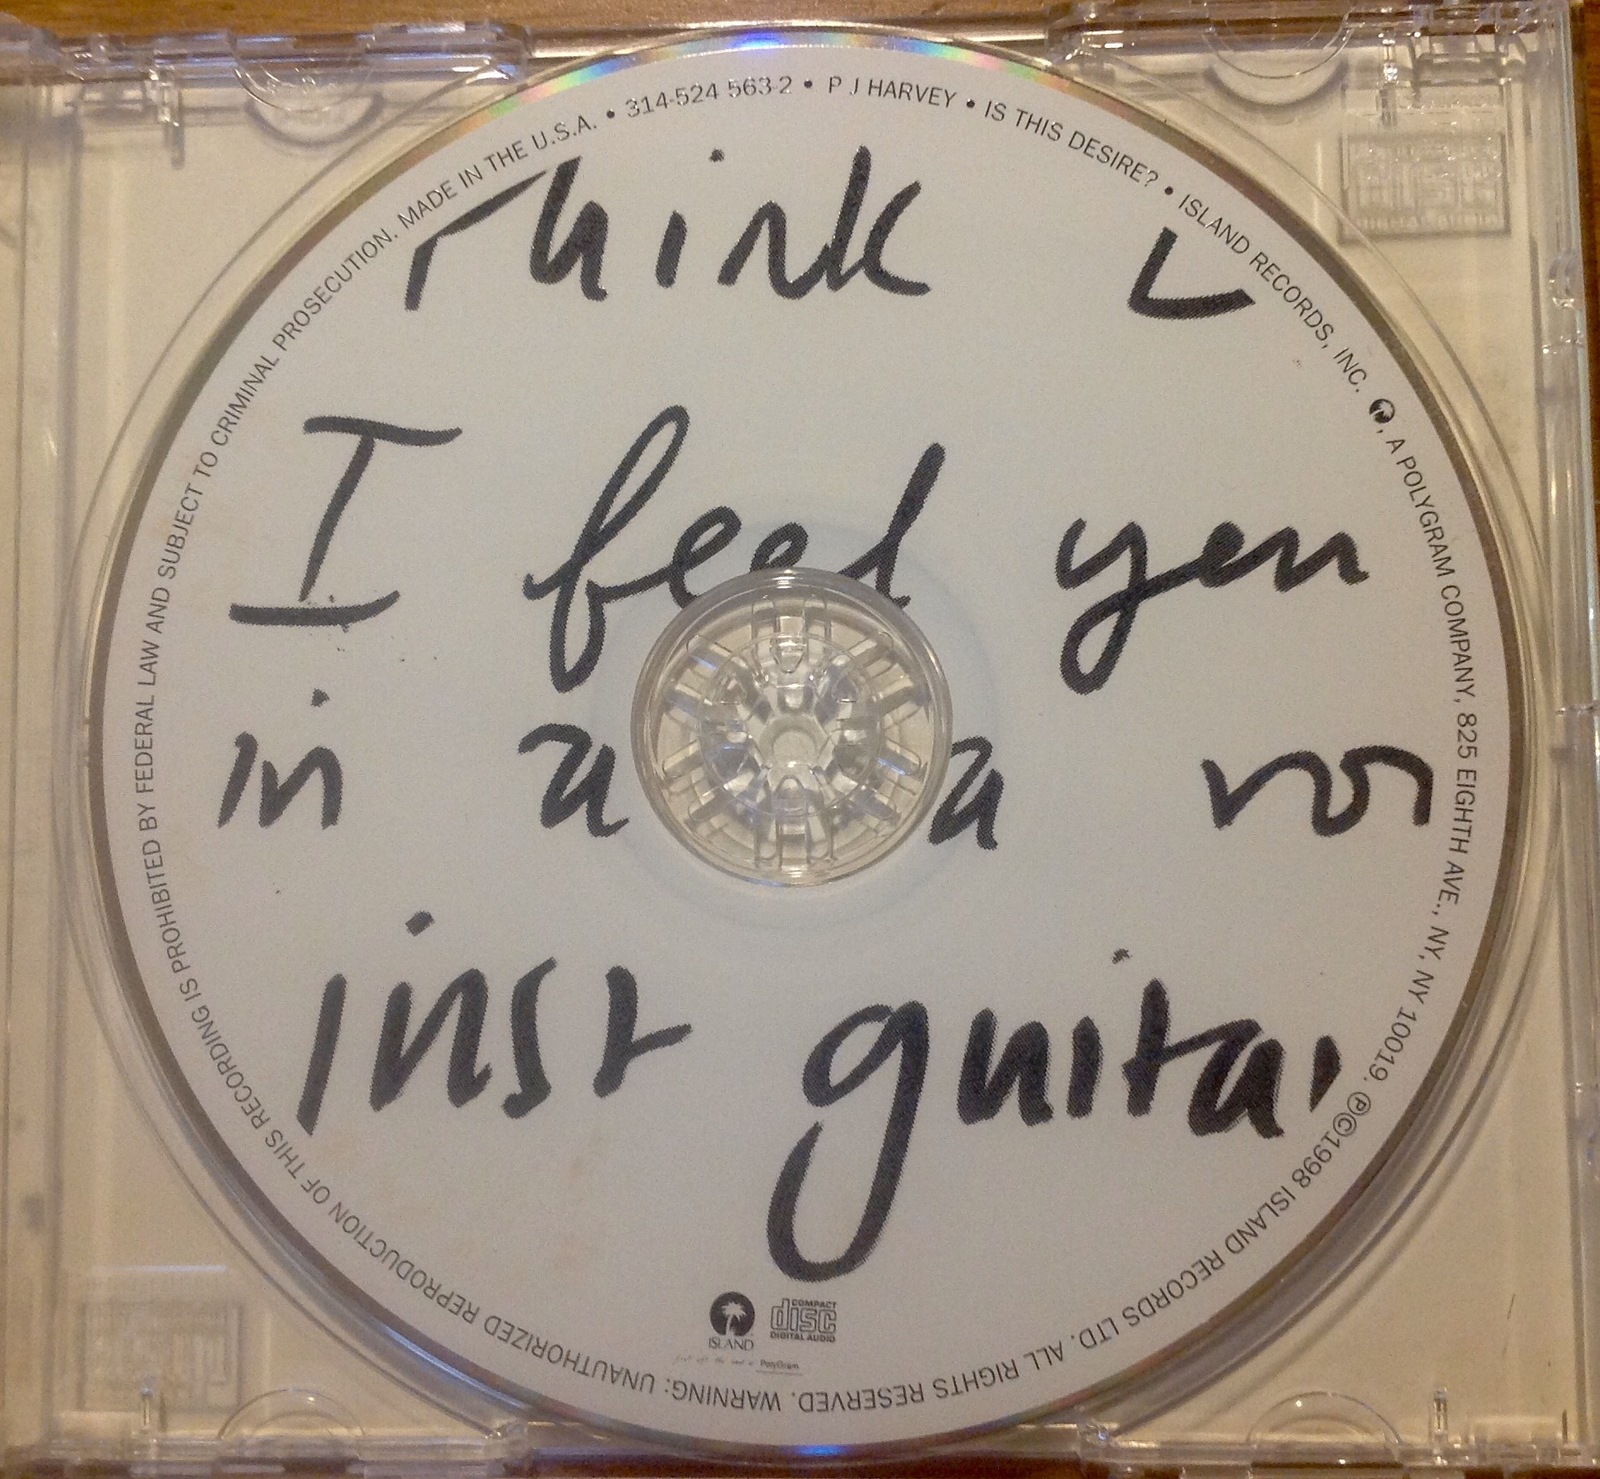 MADE IN THE U.S.A. • 314-524 563-2 • P J HARVEY • IS THIS DESIRE? • ISLAND RECORDS, INC. , A POLYGRAM COMPANY, 825 EIGHTH AVE., NY, NY 10019. ℗©1998 ISLAND RECORDS LTD. ALL RIGHTS RESERVED. WARNING: UNAUTHORIZED REPRODUCTION OF THIS RECORDING IS PROHIBITED BY FEDERAL LAW AND SUBJECT TO CRIMINAL PROSECUTION.
Think
I feel you
in a
inst guitar
ISLAND
COMPACT
disc
DIGITAL AUDIO
PolyGram